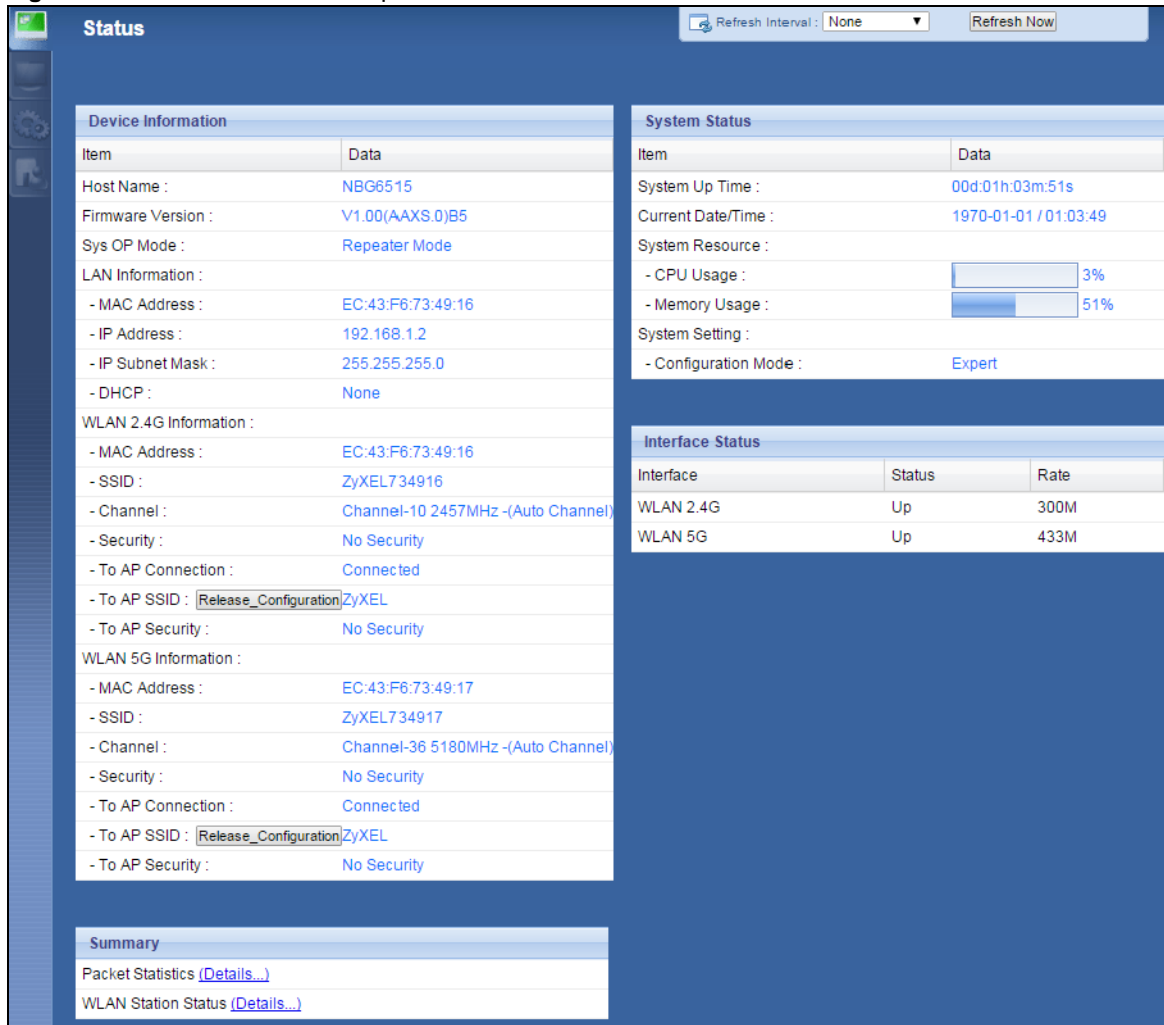 Status
Refresh Interval : None
Refresh Now
Device Information
Item Data
Host Name : NBG6515
Firmware Version : V1.00(AAXS.0)B5
Sys OP Mode : Repeater Mode
LAN Information :
- MAC Address : EC:43:F6:73:49:16
- IP Address : 192.168.1.2
- IP Subnet Mask : 255.255.255.0
- DHCP : None
WLAN 2.4G Information :
- MAC Address : EC:43:F6:73:49:16
- SSID : ZyXEL734916
- Channel : Channel-10 2457MHz -(Auto Channel)
- Security : No Security
- To AP Connection : Connected
- To AP SSID : Release_Configuration ZyXEL
- To AP Security : No Security
WLAN 5G Information :
- MAC Address : EC:43:F6:73:49:17
- SSID : ZyXEL734917
- Channel : Channel-36 5180MHz -(Auto Channel)
- Security : No Security
- To AP Connection : Connected
- To AP SSID : Release_Configuration ZyXEL
- To AP Security : No Security
Summary
Packet Statistics (Details...)
WLAN Station Status (Details...)
System Status
Item Data
System Up Time : 00d:01h:03m:51s
Current Date/Time : 1970-01-01 / 01:03:49
System Resource :
- CPU Usage : 3%
- Memory Usage : 51%
System Setting :
- Configuration Mode : Expert
Interface Status
Interface Status Rate
WLAN 2.4G Up 300M
WLAN 5G Up 433M